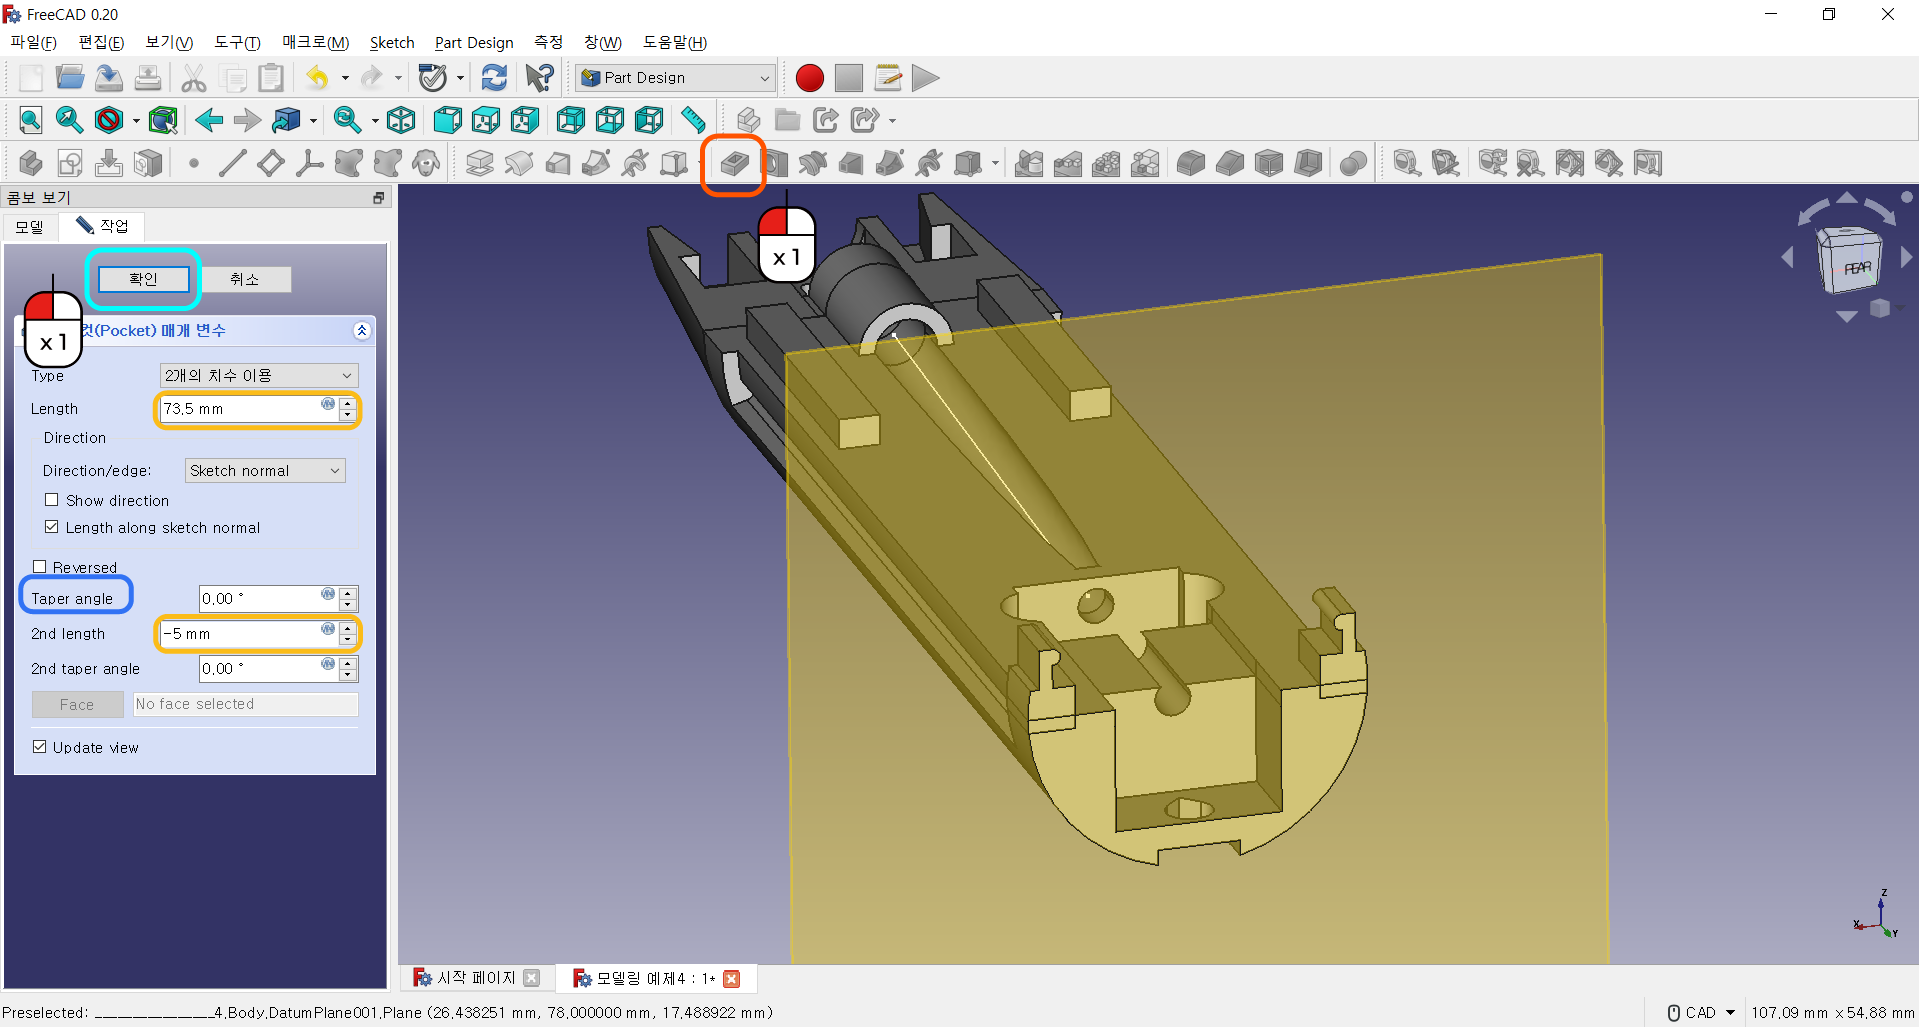 FreeCAD 0.20
파일(F) 편집(E) 보기(V) 도구(T) 매크로(M) Sketch Part Design 측정 창(W) 도움말(H)
Part Design
콤보 보기
모델 작업
확인 취소
x 1
x 1
컷(Pocket) 매개 변수
Type 2개의 치수 이용
Length 73,5 mm
Direction
Direction/edge: Sketch normal
Show direction
Length along sketch normal
Reversed
Taper angle 0,00 °
2nd length -5 mm
2nd taper angle 0,00 °
Face No face selected
Update view
REAR
Z
X
Y
시작 페이지 모델링 예제4 : 1*
Preselected: ________________4,Body,DatumPlane001,Plane (26,438251 mm, 78,000000 mm, 17,488922 mm)
CAD 107,09 mm x 54,88 mm